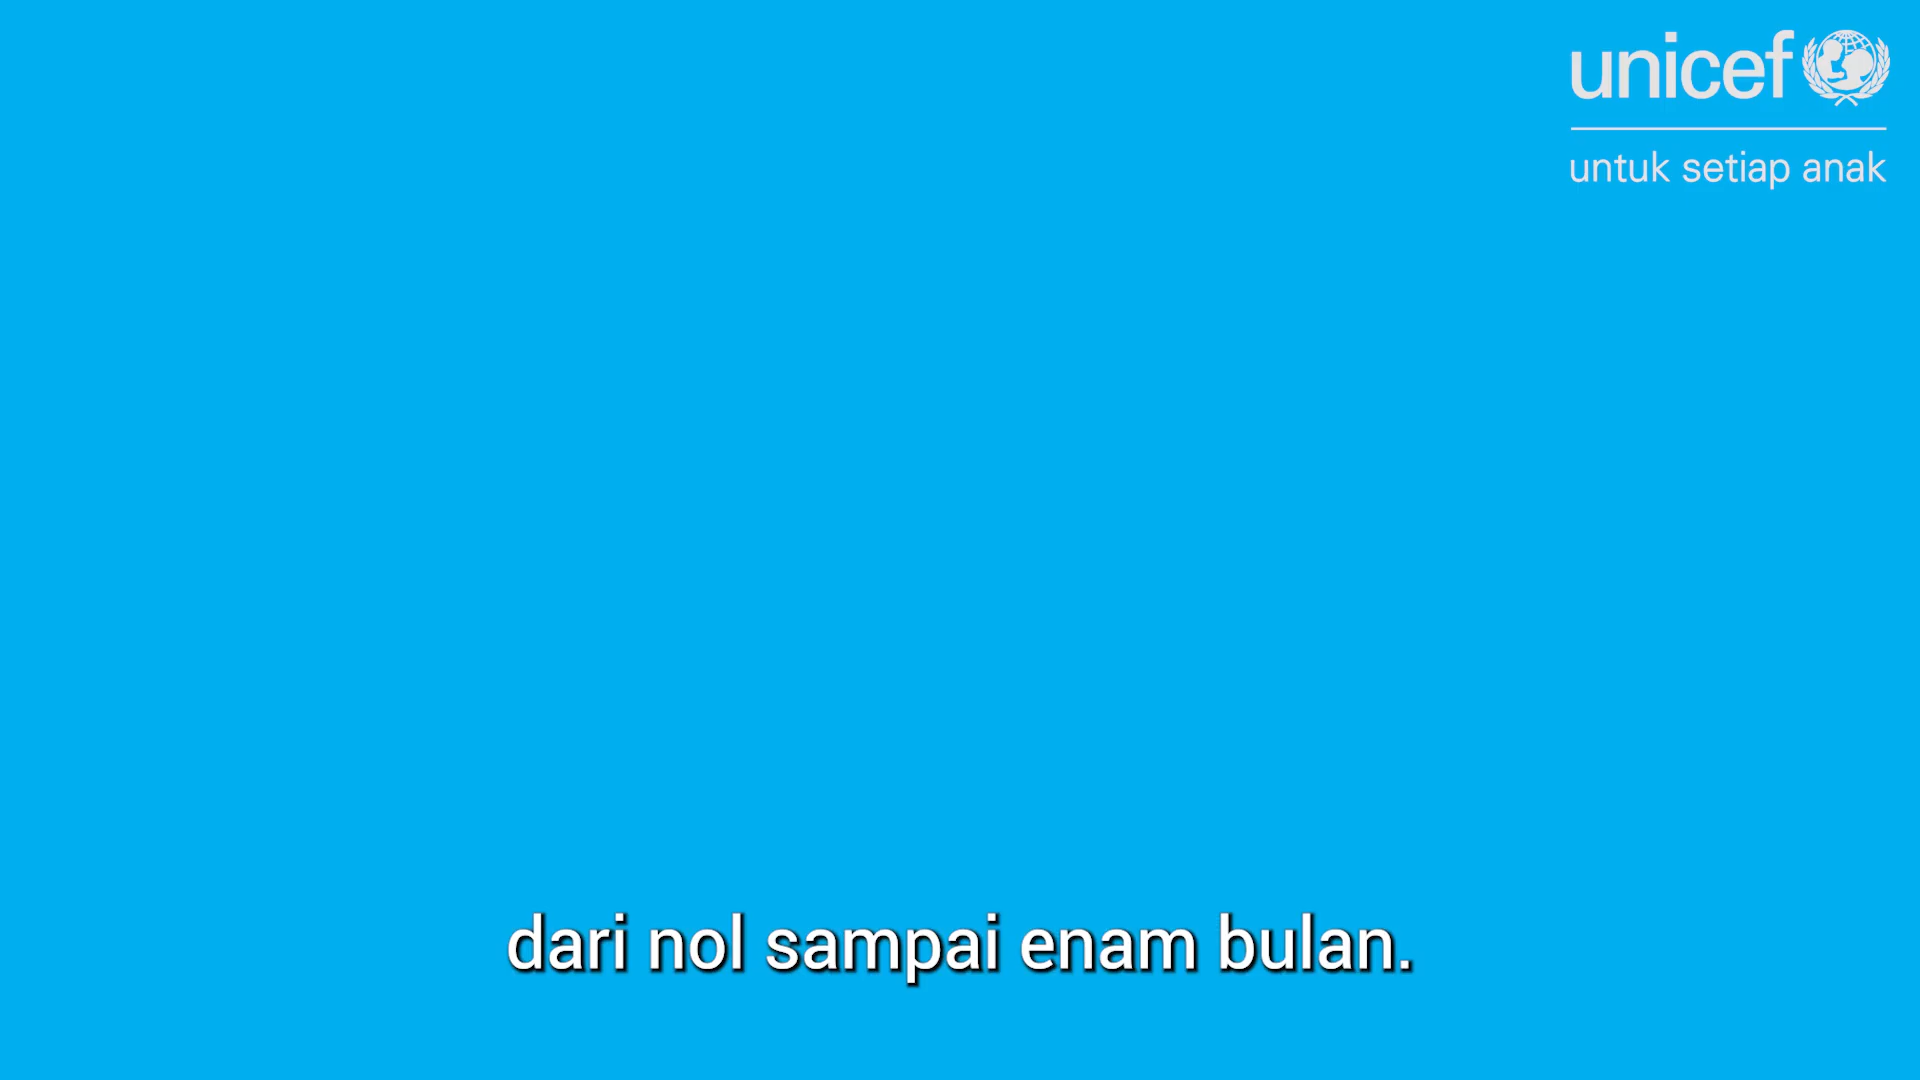 unicef
untuk setiap anak
dari nol sampai enam bulan.